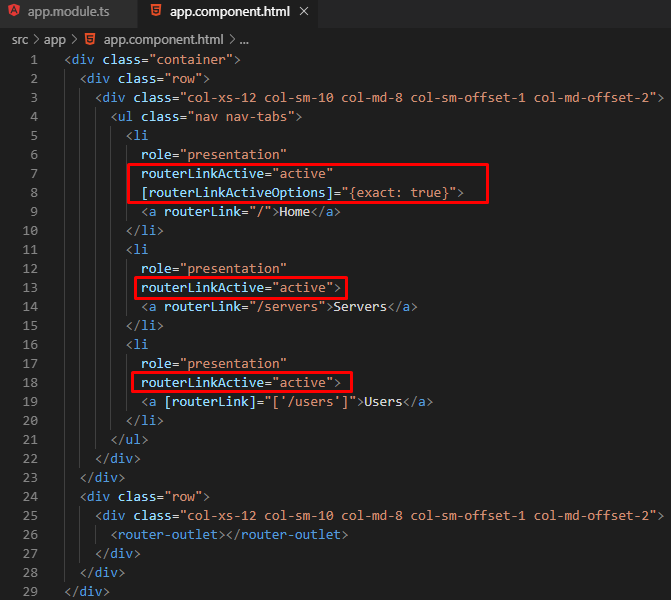 app.module.ts app.component.html ×
src > app > app.component.html > ...
1 <div class="container">
2 <div class="row">
3 <div class="col-xs-12 col-sm-10 col-md-8 col-sm-offset-1 col-md-offset-2">
4 <ul class="nav nav-tabs">
5 <li
6 role="presentation"
7 routerLinkActive="active"
8 [routerLinkActiveOptions]="{exact: true}">
9 <a routerLink="/">Home</a>
10 </li>
11 <li
12 role="presentation"
13 routerLinkActive="active">
14 <a routerLink="/servers">Servers</a>
15 </li>
16 <li
17 role="presentation"
18 routerLinkActive="active">
19 <a [routerLink]="['/users']">Users</a>
20 </li>
21 </ul>
22 </div>
23 </div>
24 <div class="row">
25 <div class="col-xs-12 col-sm-10 col-md-8 col-sm-offset-1 col-md-offset-2">
26 <router-outlet></router-outlet>
27 </div>
28 </div>
29 </div>